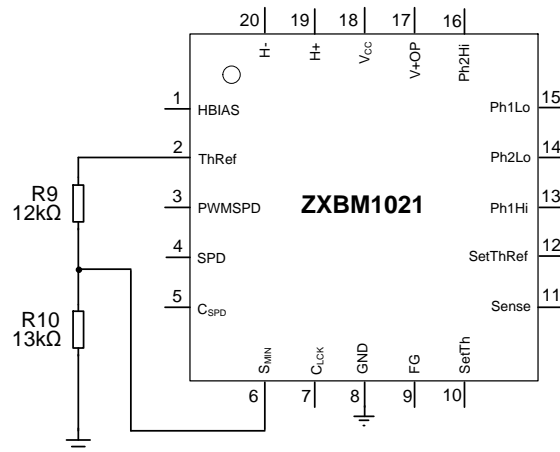 20 19 18 17 16
H- H+ VCC V+OP Ph2Hi
1 HBIAS
2 ThRef
3 PWMSPD
4 SPD
5 CSPD
ZXBM1021
15 Ph1Lo
14 Ph2Lo
13 Ph1Hi
12 SetThRef
11 Sense
R9
12kΩ
R10
13kΩ
SMIN CLCK GND FG SetTh
6 7 8 9 10